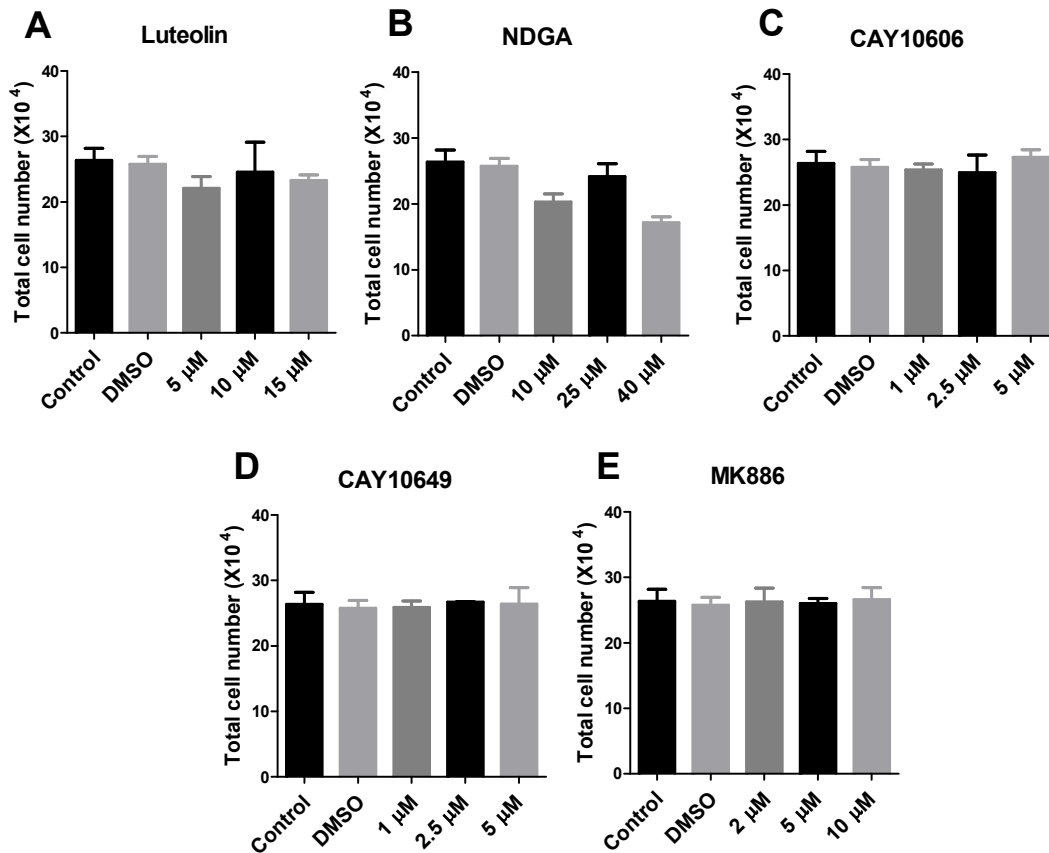 A
Luteolin
Total cell number (X10⁴)
40
30
20
10
0
Control
DMSO
5 µM
10 µM
15 µM
B
NDGA
Total cell number (X10⁴)
40
30
20
10
0
Control
DMSO
10 µM
25 µM
40 µM
C
CAY10606
Total cell number (X10⁴)
40
30
20
10
0
Control
DMSO
1 µM
2.5 µM
5 µM
D
CAY10649
Total cell number (X10⁴)
40
30
20
10
0
Control
DMSO
1 µM
2.5 µM
5 µM
E
MK886
Total cell number (X10⁴)
40
30
20
10
0
Control
DMSO
2 µM
5 µM
10 µM